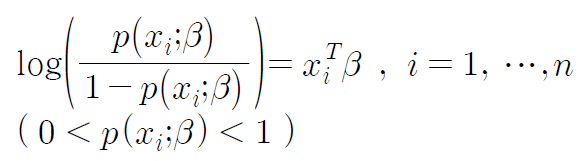 log( p(x_i;β) / (1 − p(x_i;β)) ) = x_i^T β , i = 1, ⋯, n
( 0 < p(x_i;β) < 1 )